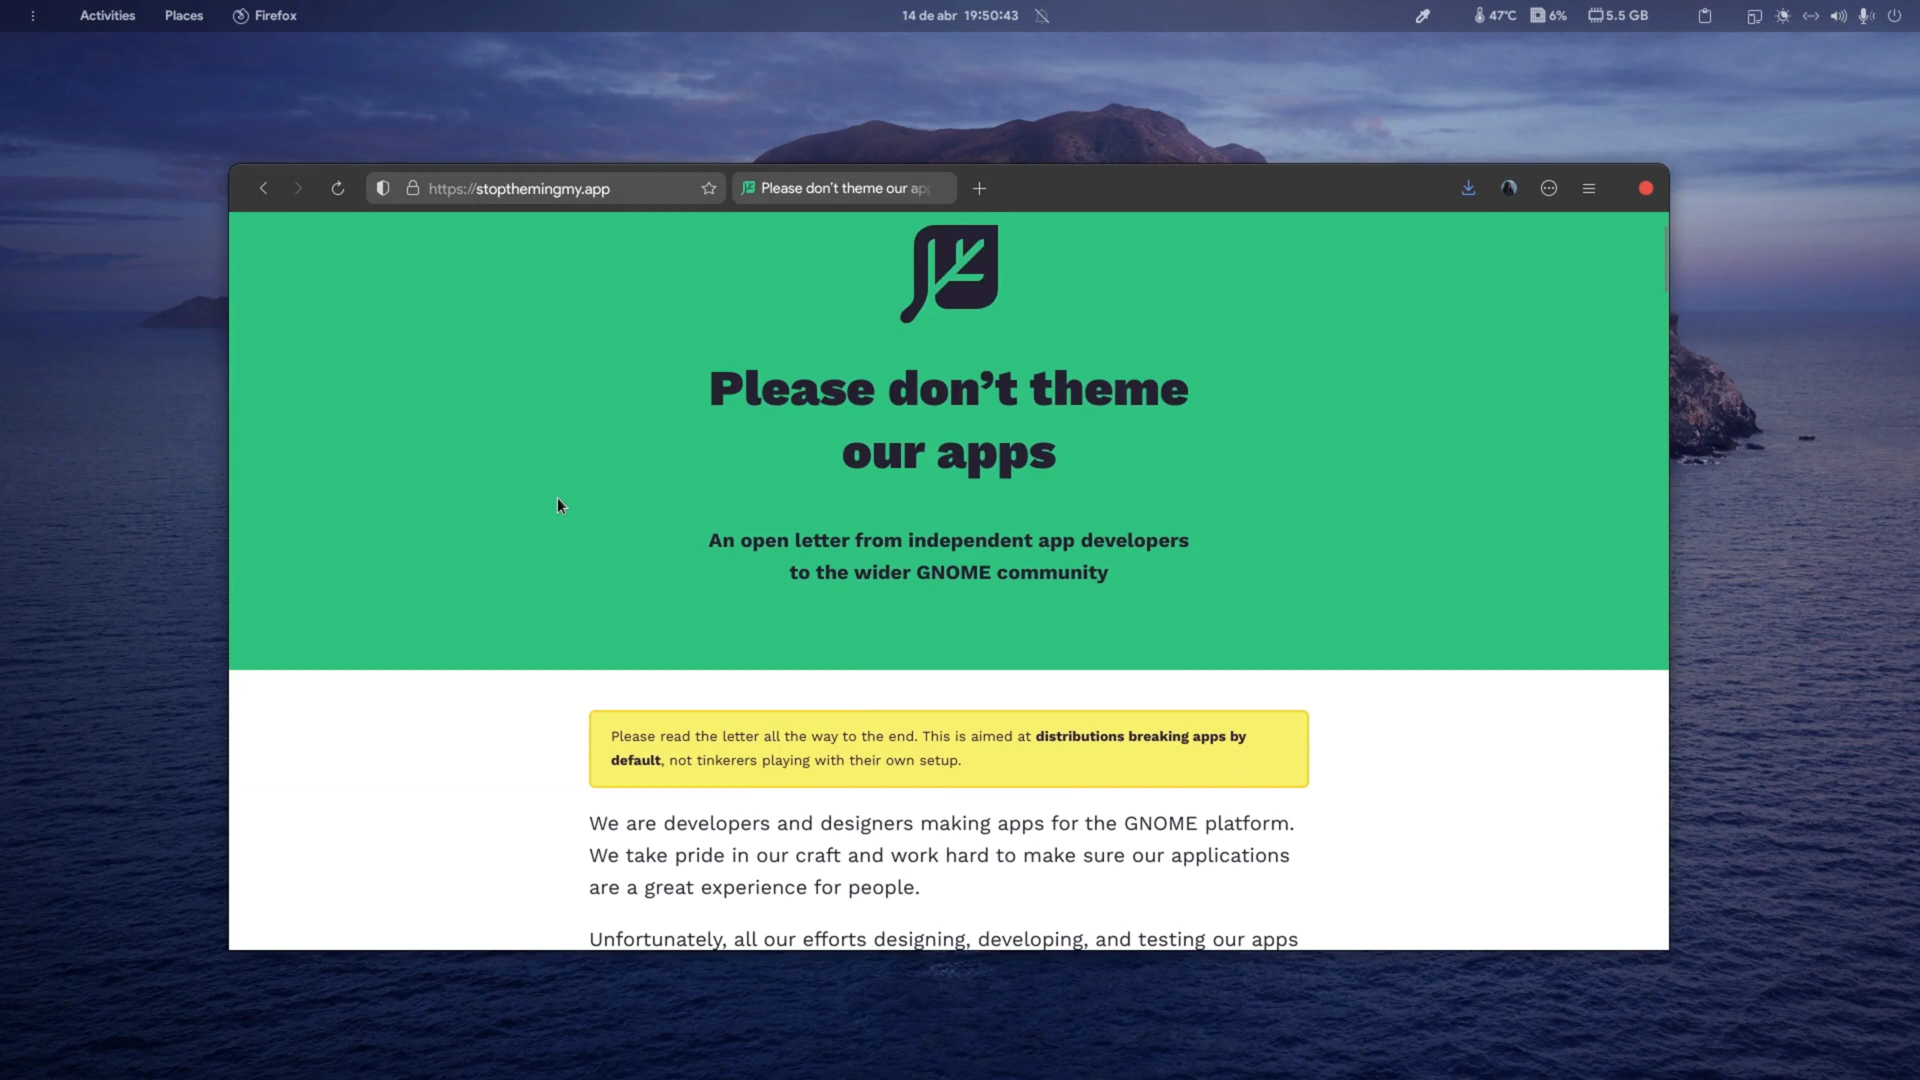 Activities Places Firefox 14 de abr 19:50:43 47°C 6% 5.5 GB
https://stopthemingmy.app Please don't theme our ap
Please don’t theme
our apps
An open letter from independent app developers
to the wider GNOME community
Please read the letter all the way to the end. This is aimed at distributions breaking apps by
default, not tinkerers playing with their own setup.
We are developers and designers making apps for the GNOME platform.
We take pride in our craft and work hard to make sure our applications
are a great experience for people.
Unfortunately, all our efforts designing, developing, and testing our apps